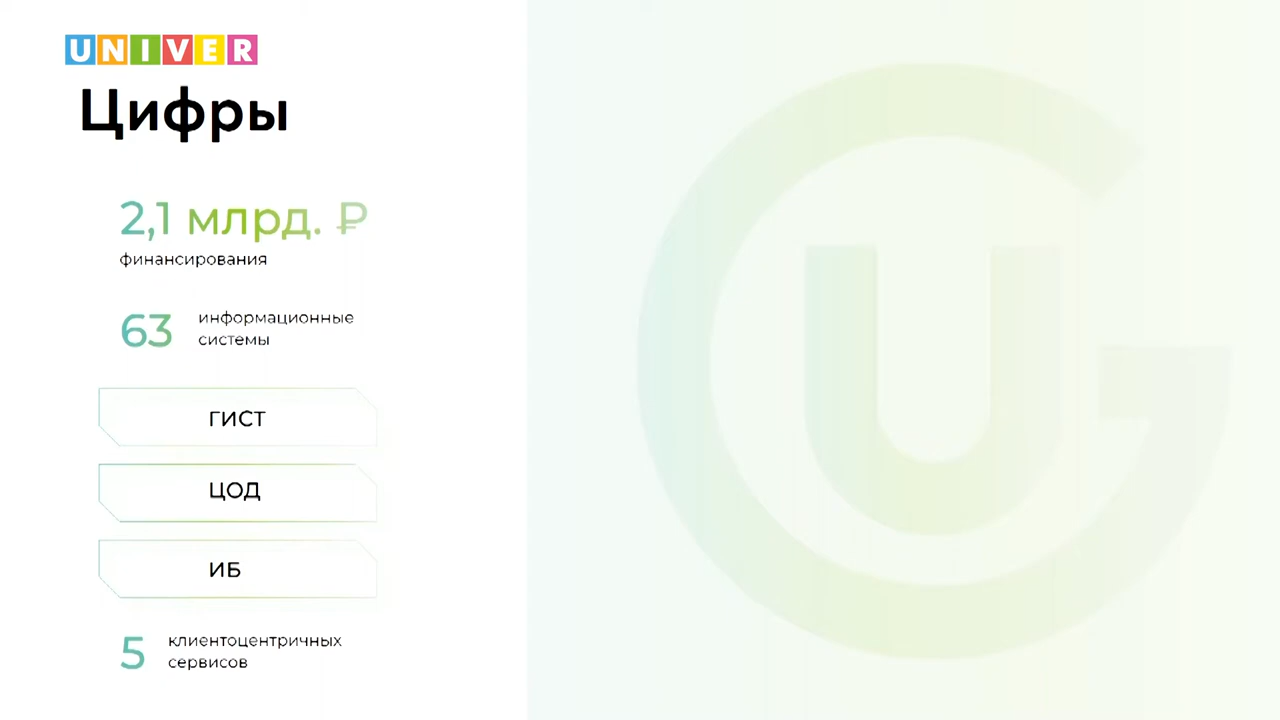 UNIVER
Цифры
2,1 млрд. ₽
финансирования
63
информационные
системы
ГИСТ
ЦОД
ИБ
5
клиентоцентричных
сервисов